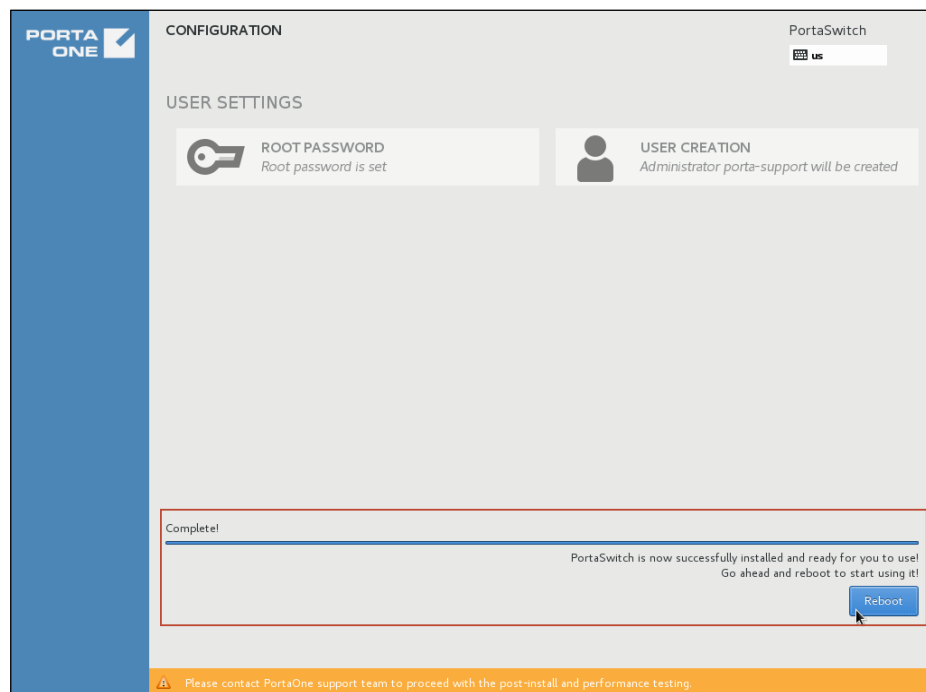 PORTA
ONE
CONFIGURATION
PortaSwitch
us
USER SETTINGS
ROOT PASSWORD
Root password is set
USER CREATION
Administrator porta-support will be created
Complete!
PortaSwitch is now successfully installed and ready for you to use!
Go ahead and reboot to start using it!
Reboot
Please contact PortaOne support team to proceed with the post-install and performance testing.